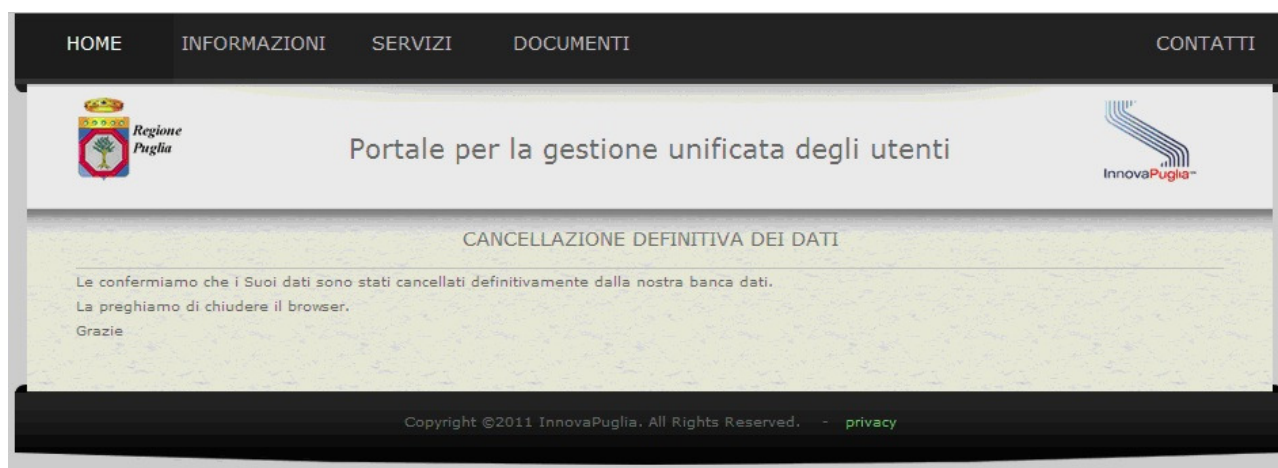 HOME INFORMAZIONI SERVIZI DOCUMENTI CONTATTI
Regione
Puglia
Portale per la gestione unificata degli utenti
InnovaPuglia
CANCELLAZIONE DEFINITIVA DEI DATI
Le confermiamo che i Suoi dati sono stati cancellati definitivamente dalla nostra banca dati.
La preghiamo di chiudere il browser.
Grazie
Copyright ©2011 InnovaPuglia. All Rights Reserved. - privacy